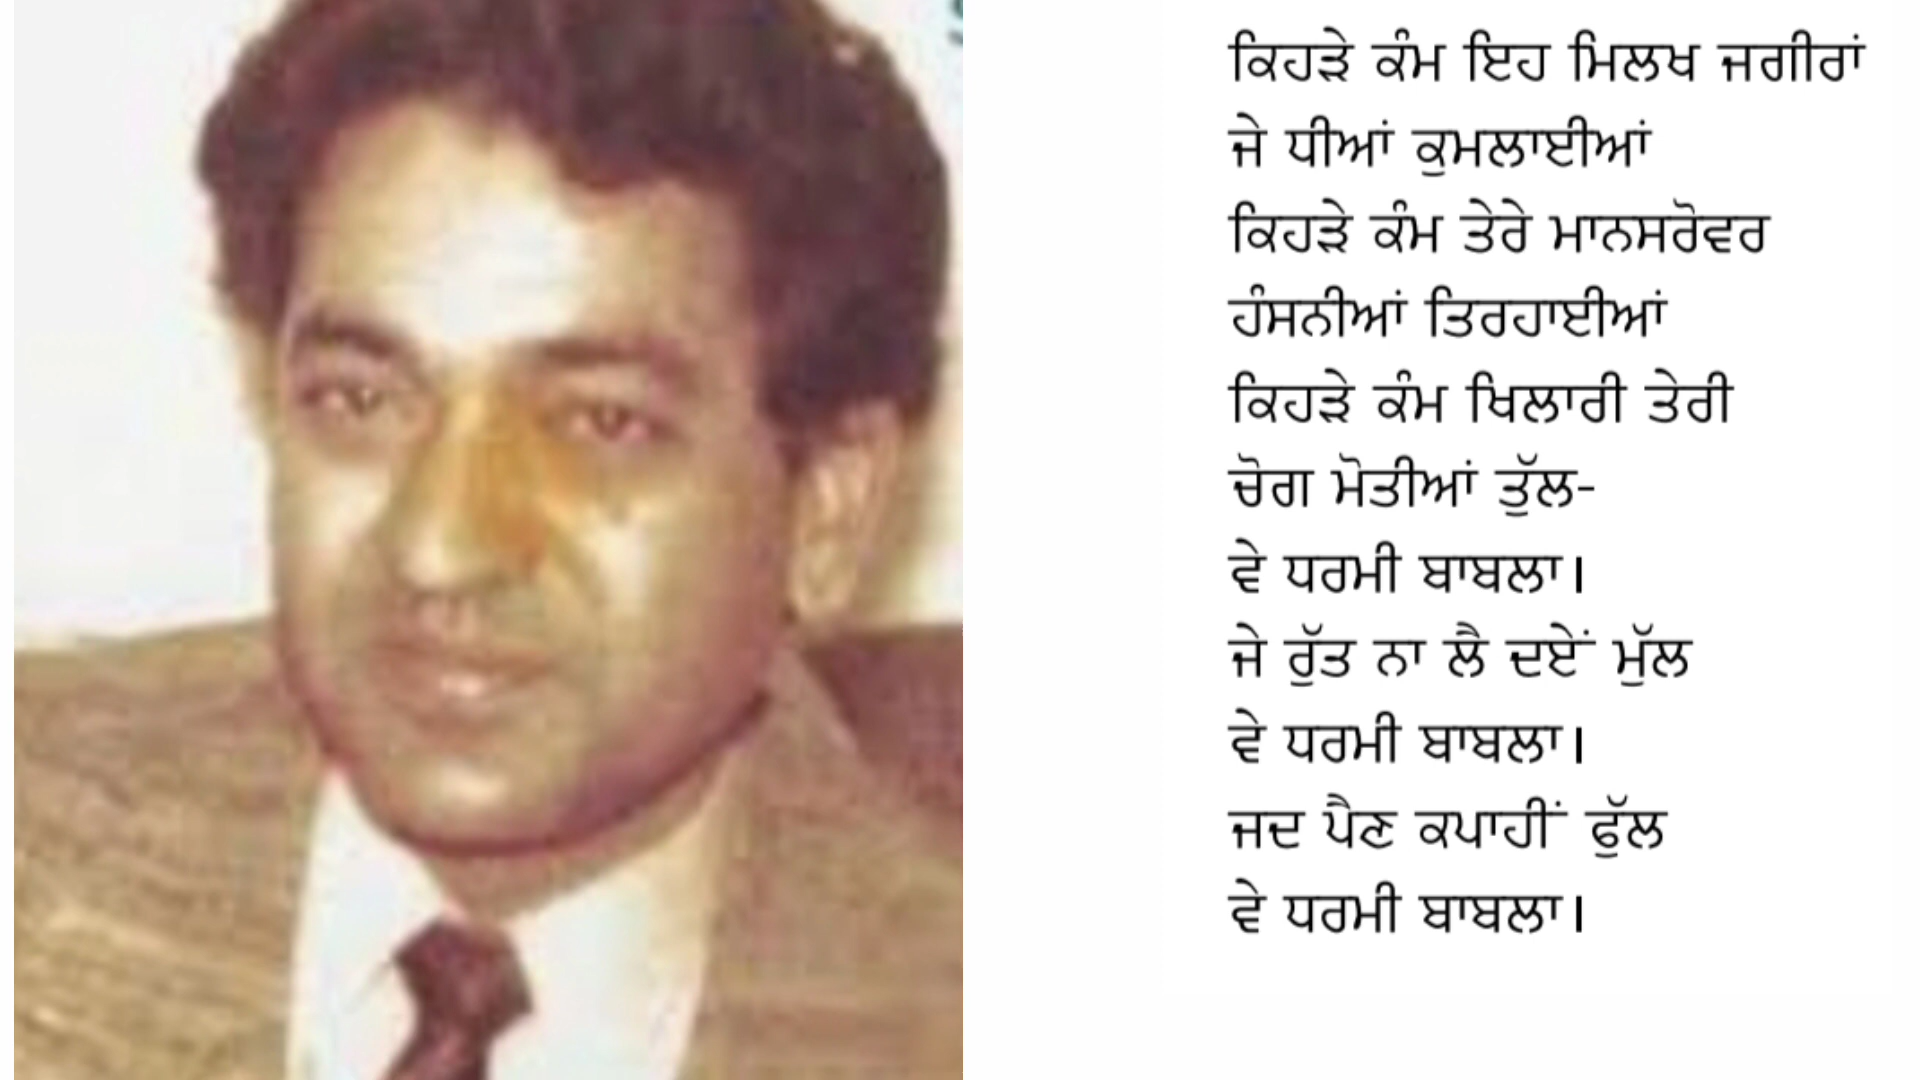 ਕਿਹੜੇ ਕੰਮ ਇਹ ਮਿਲਖ ਜਗੀਰਾਂ
ਜੇ ਧੀਆਂ ਕੁਮਲਾਈਆਂ
ਕਿਹੜੇ ਕੰਮ ਤੇਰੇ ਮਾਨਸਰੋਵਰ
ਹੰਸਨੀਆਂ ਤਿਰਹਾਈਆਂ
ਕਿਹੜੇ ਕੰਮ ਖਿਲਾਰੀ ਤੇਰੀ
ਚੋਗ ਮੋਤੀਆਂ ਤੁੱਲ-
ਵੇ ਧਰਮੀ ਬਾਬਲਾ।
ਜੇ ਰੁੱਤ ਨਾ ਲੈ ਦਏਂ ਮੁੱਲ
ਵੇ ਧਰਮੀ ਬਾਬਲਾ।
ਜਦ ਪੈਣ ਕਪਾਹੀਂ ਫੁੱਲ
ਵੇ ਧਰਮੀ ਬਾਬਲਾ।